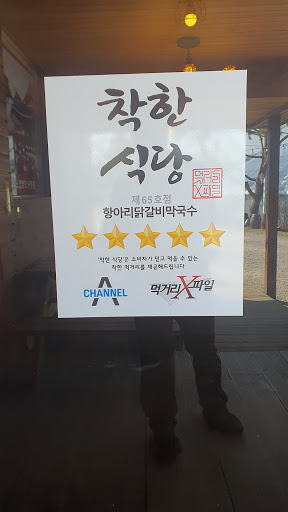 착한
식당
먹거리
X파일
제65호점
항아리닭갈비막국수
'착한 식당'은 소비자가 믿고 먹을 수 있는
착한 먹거리를 제공해드립니다
CHANNEL A
먹거리X파일